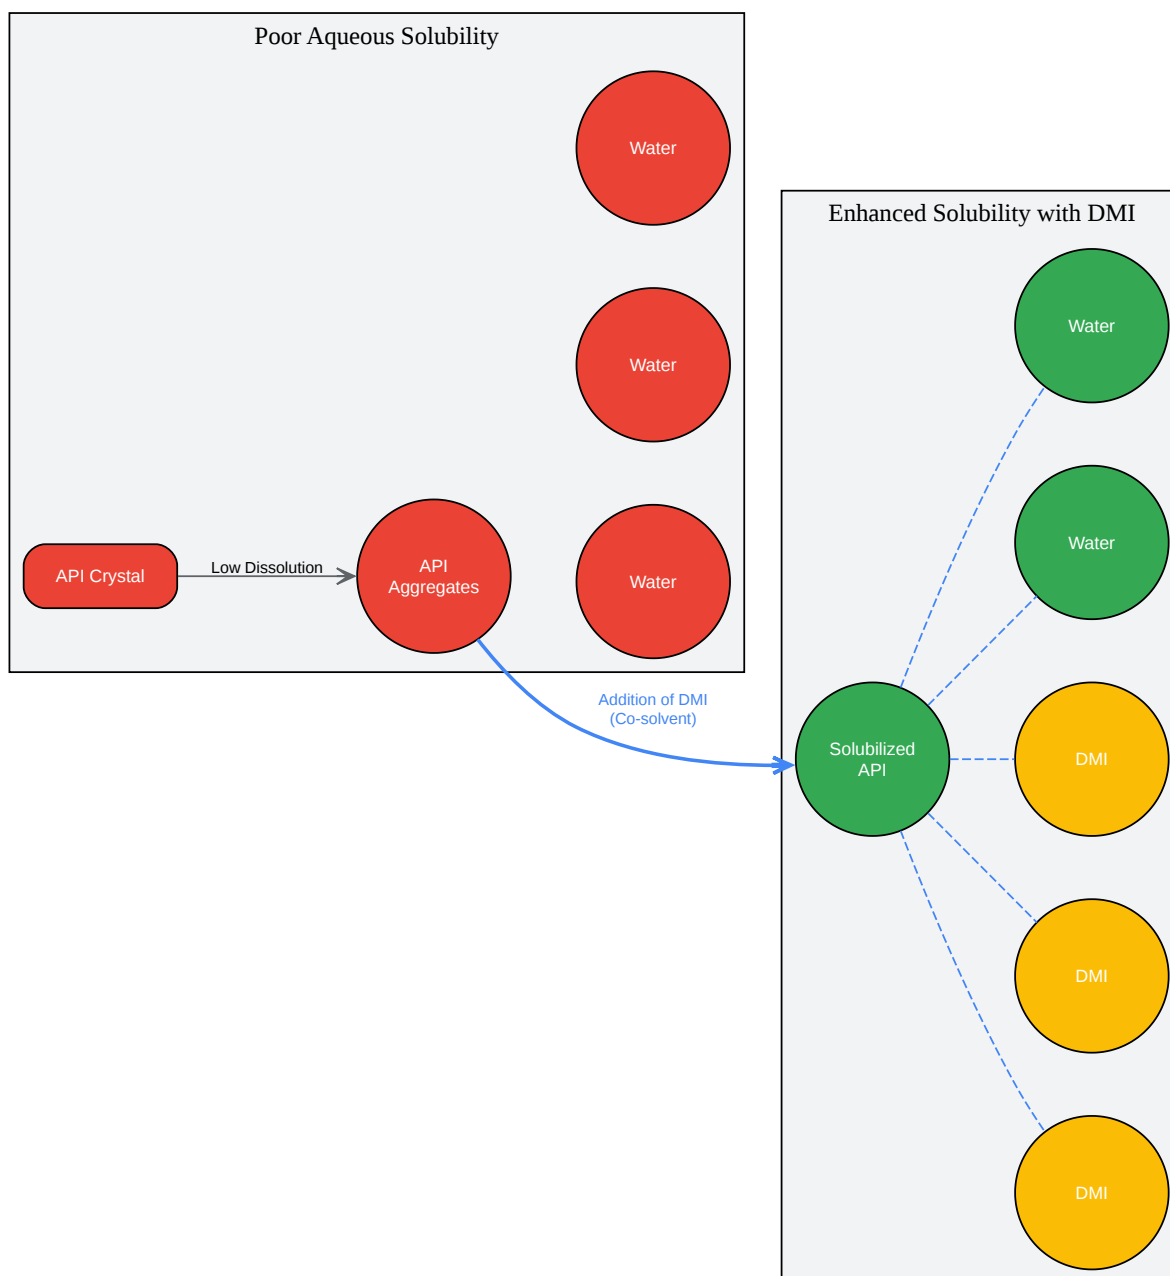 Poor Aqueous Solubility
Water
Water
API Crystal
Low Dissolution
API
Aggregates
Water
Addition of DMI
(Co-solvent)
Enhanced Solubility with DMI
Water
Water
Solubilized
API
DMI
DMI
DMI